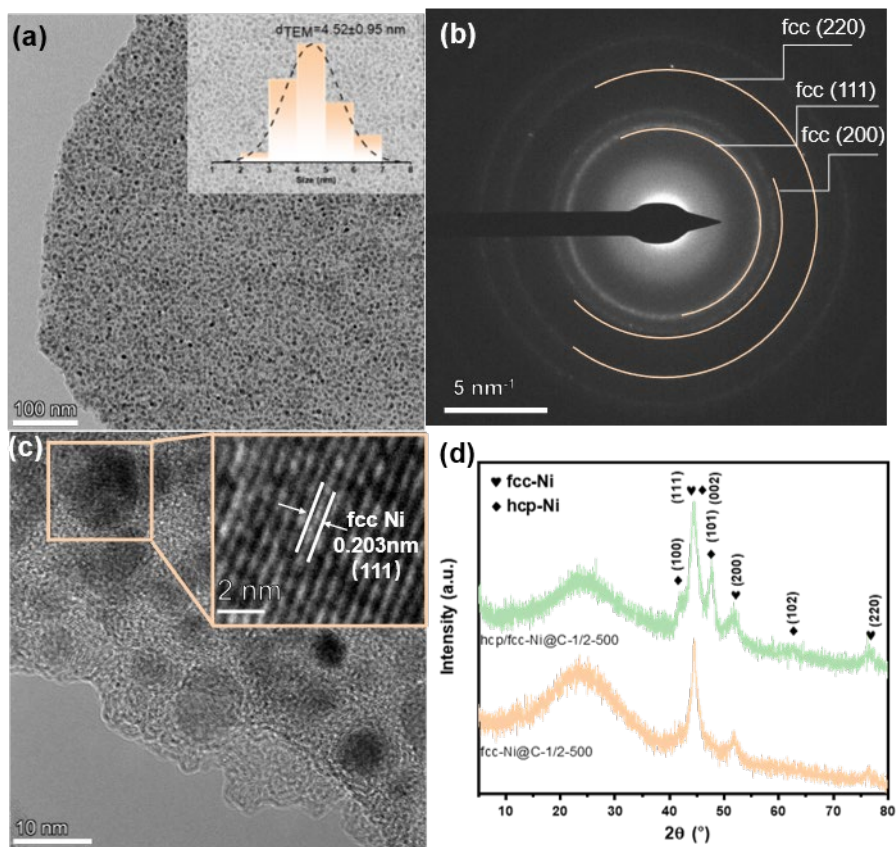 (a)
dTEM=4.52±0.95 nm
1 2 3 4 5 6 7 8
Size (nm)
100 nm
(b)
fcc (220)
fcc (111)
fcc (200)
5 nm⁻¹
(c)
fcc Ni
0.203nm
(111)
2 nm
10 nm
(d)
♥ fcc-Ni
♦ hcp-Ni
(100)
(111)
(002)
(101)
(200)
(102)
(220)
hcp/fcc-Ni@C-1/2-500
fcc-Ni@C-1/2-500
Intensity (a.u.)
10 20 30 40 50 60 70 80
2θ (°)